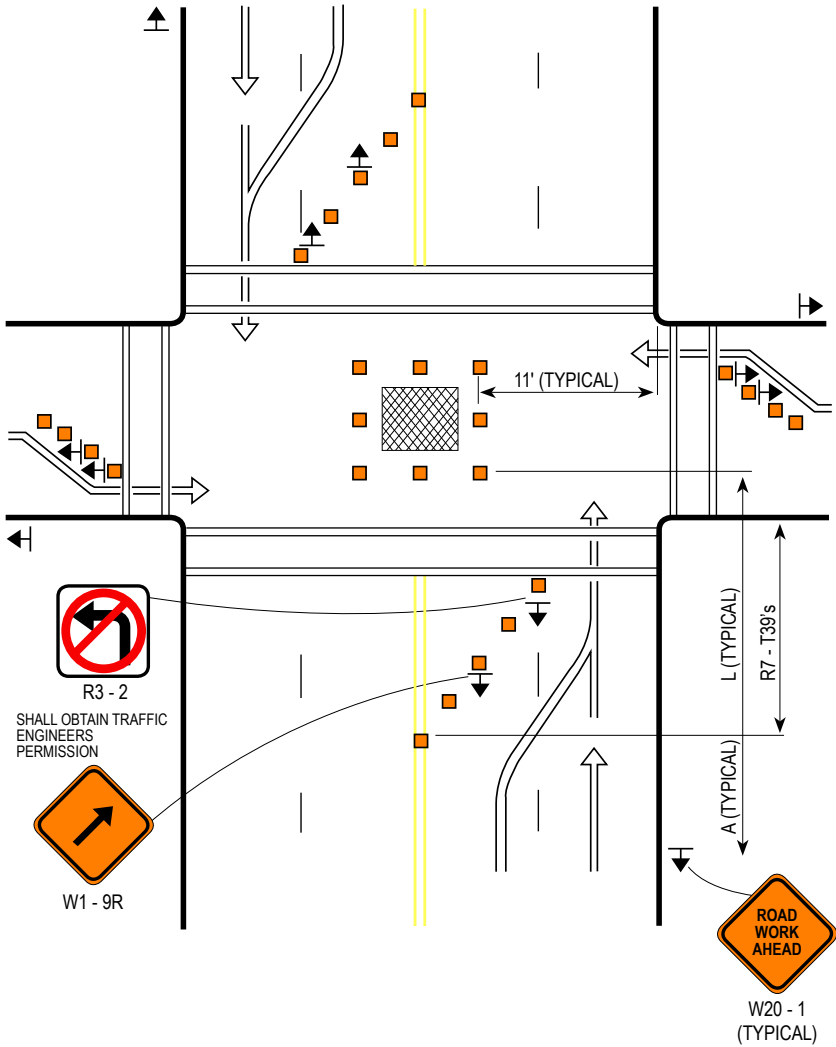 11' (TYPICAL)
L (TYPICAL)
R7 - T39's
A (TYPICAL)
R3 - 2
SHALL OBTAIN TRAFFIC
ENGINEERS
PERMISSION
W1 - 9R
ROAD
WORK
AHEAD
W20 - 1
(TYPICAL)